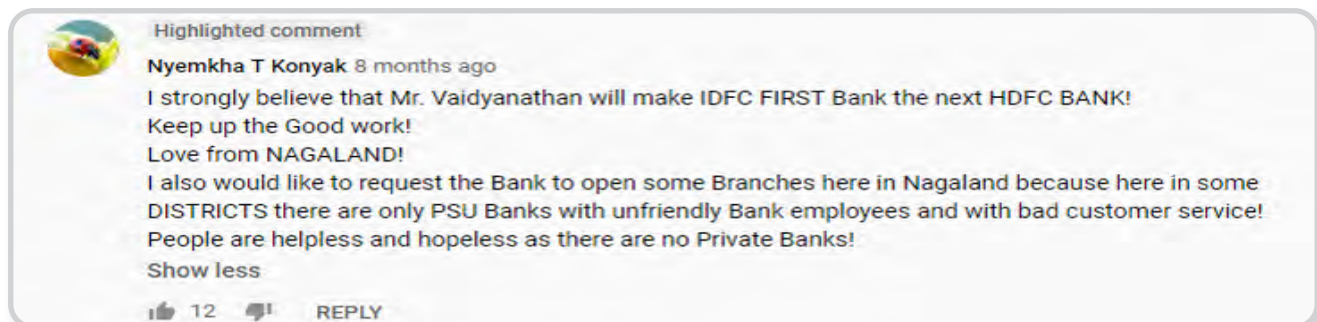 Highlighted comment
Nyemkha T Konyak 8 months ago
I strongly believe that Mr. Vaidyanathan will make IDFC FIRST Bank the next HDFC BANK!
Keep up the Good work!
Love from NAGALAND!
I also would like to request the Bank to open some Branches here in Nagaland because here in some
DISTRICTS there are only PSU Banks with unfriendly Bank employees and with bad customer service!
People are helpless and hopeless as there are no Private Banks!
Show less
12 REPLY